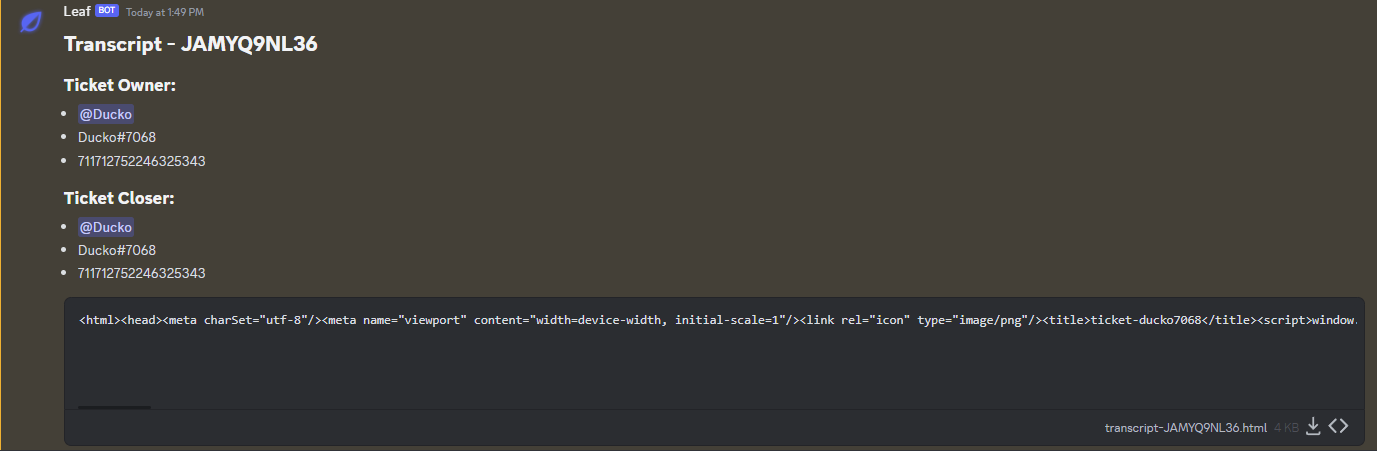 Leaf BOT Today at 1:49 PM
Transcript - JAMYQ9NL36
Ticket Owner:
@Ducko
Ducko#7068
711712752246325343
Ticket Closer:
@Ducko
Ducko#7068
711712752246325343
<html><head><meta charSet="utf-8"/><meta name="viewport" content="width=device-width, initial-scale=1"/><link rel="icon" type="image/png"/><title>ticket-ducko7068</title><script>window.
transcript-JAMYQ9NL36.html 4 KB